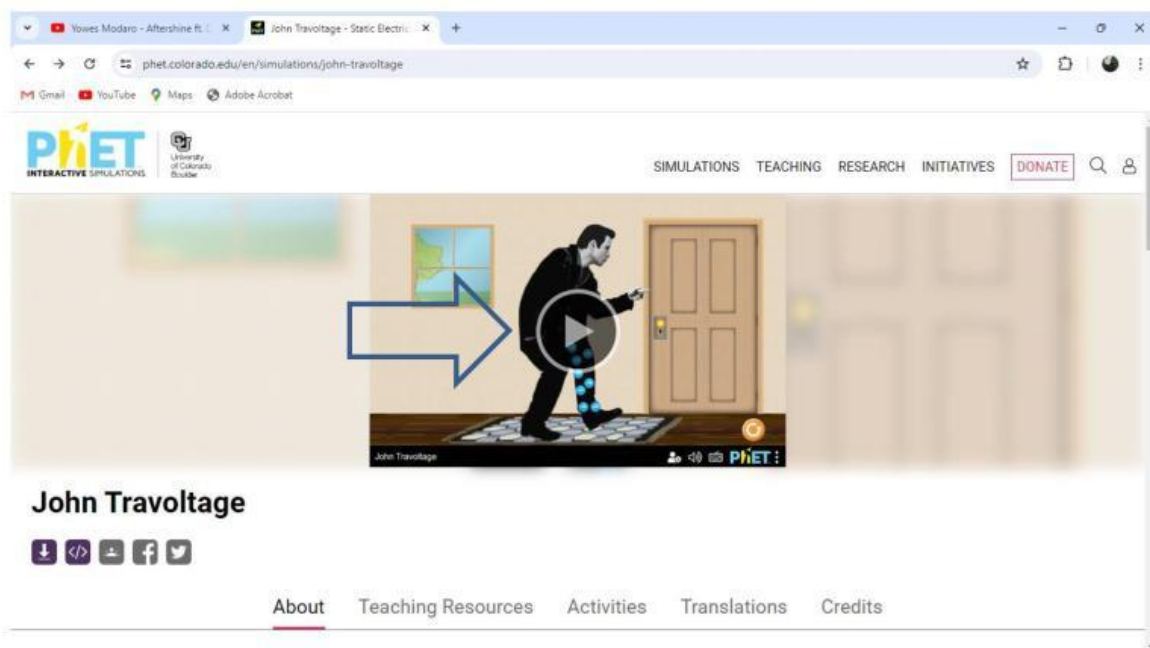 Yowes Modaro - Aftershine ft.
John Travoltage - Static Electric
phet.colorado.edu/en/simulations/john-travoltage
Gmail YouTube Maps Adobe Acrobat
PhET
INTERACTIVE SIMULATIONS
University
of Colorado
Boulder
SIMULATIONS TEACHING RESEARCH INITIATIVES DONATE
John Travoltage PhET
John Travoltage
About Teaching Resources Activities Translations Credits